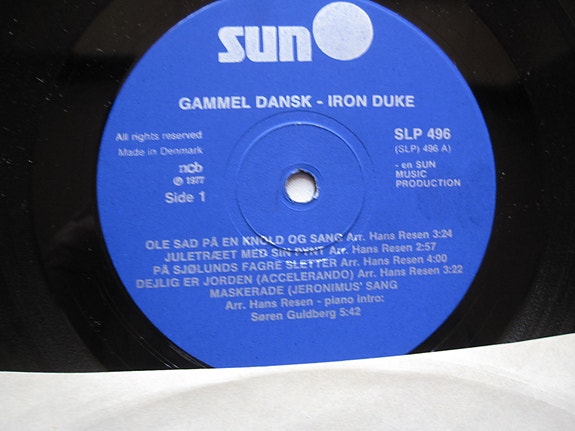 sun
GAMMEL DANSK - IRON DUKE
All rights reserved
Made in Denmark
ncb
℗ 1977
Side 1
SLP 496
(SLP) 496 A)
- en SUN
MUSIC
PRODUCTION
OLE SAD PÅ EN KNOLD OG SANG Arr. Hans Resen 3:24
JULETRÆET MED SIN PYNT Arr. Hans Resen 2:57
PÅ SJØLUNDS FAGRE SLETTER Arr. Hans Resen 4:00
DEJLIG ER JORDEN (ACCELERANDO) Arr. Hans Resen 3:22
MASKERADE (JERONIMUS' SANG
Arr. Hans Resen - piano intro:
Søren Guldberg 5:42